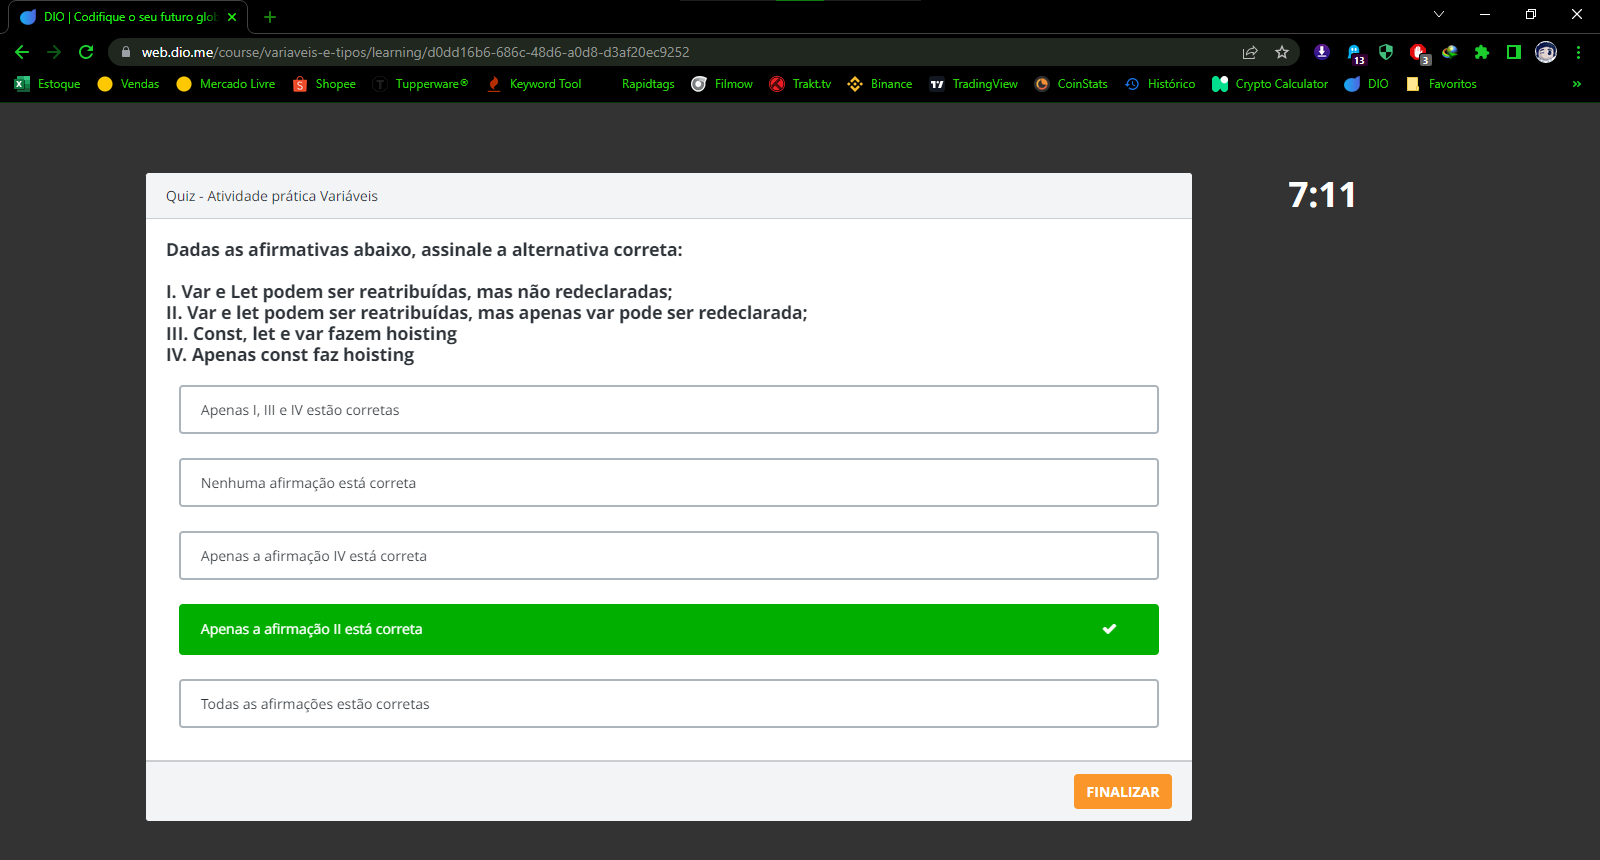 DIO | Codifique o seu futuro glob
web.dio.me/course/variaveis-e-tipos/learning/d0dd16b6-686c-48d6-a0d8-d3af20ec9252
13
3
Estoque
Vendas
Mercado Livre
Shopee
Tupperware®
Keyword Tool
Rapidtags
Filmow
Trakt.tv
Binance
TradingView
CoinStats
Histórico
Crypto Calculator
DIO
Favoritos
»
Quiz - Atividade prática Variáveis
7:11
Dadas as afirmativas abaixo, assinale a alternativa correta:
I. Var e Let podem ser reatribuídas, mas não redeclaradas;
II. Var e let podem ser reatribuídas, mas apenas var pode ser redeclarada;
III. Const, let e var fazem hoisting
IV. Apenas const faz hoisting
Apenas I, III e IV estão corretas
Nenhuma afirmação está correta
Apenas a afirmação IV está correta
Apenas a afirmação II está correta
Todas as afirmações estão corretas
FINALIZAR